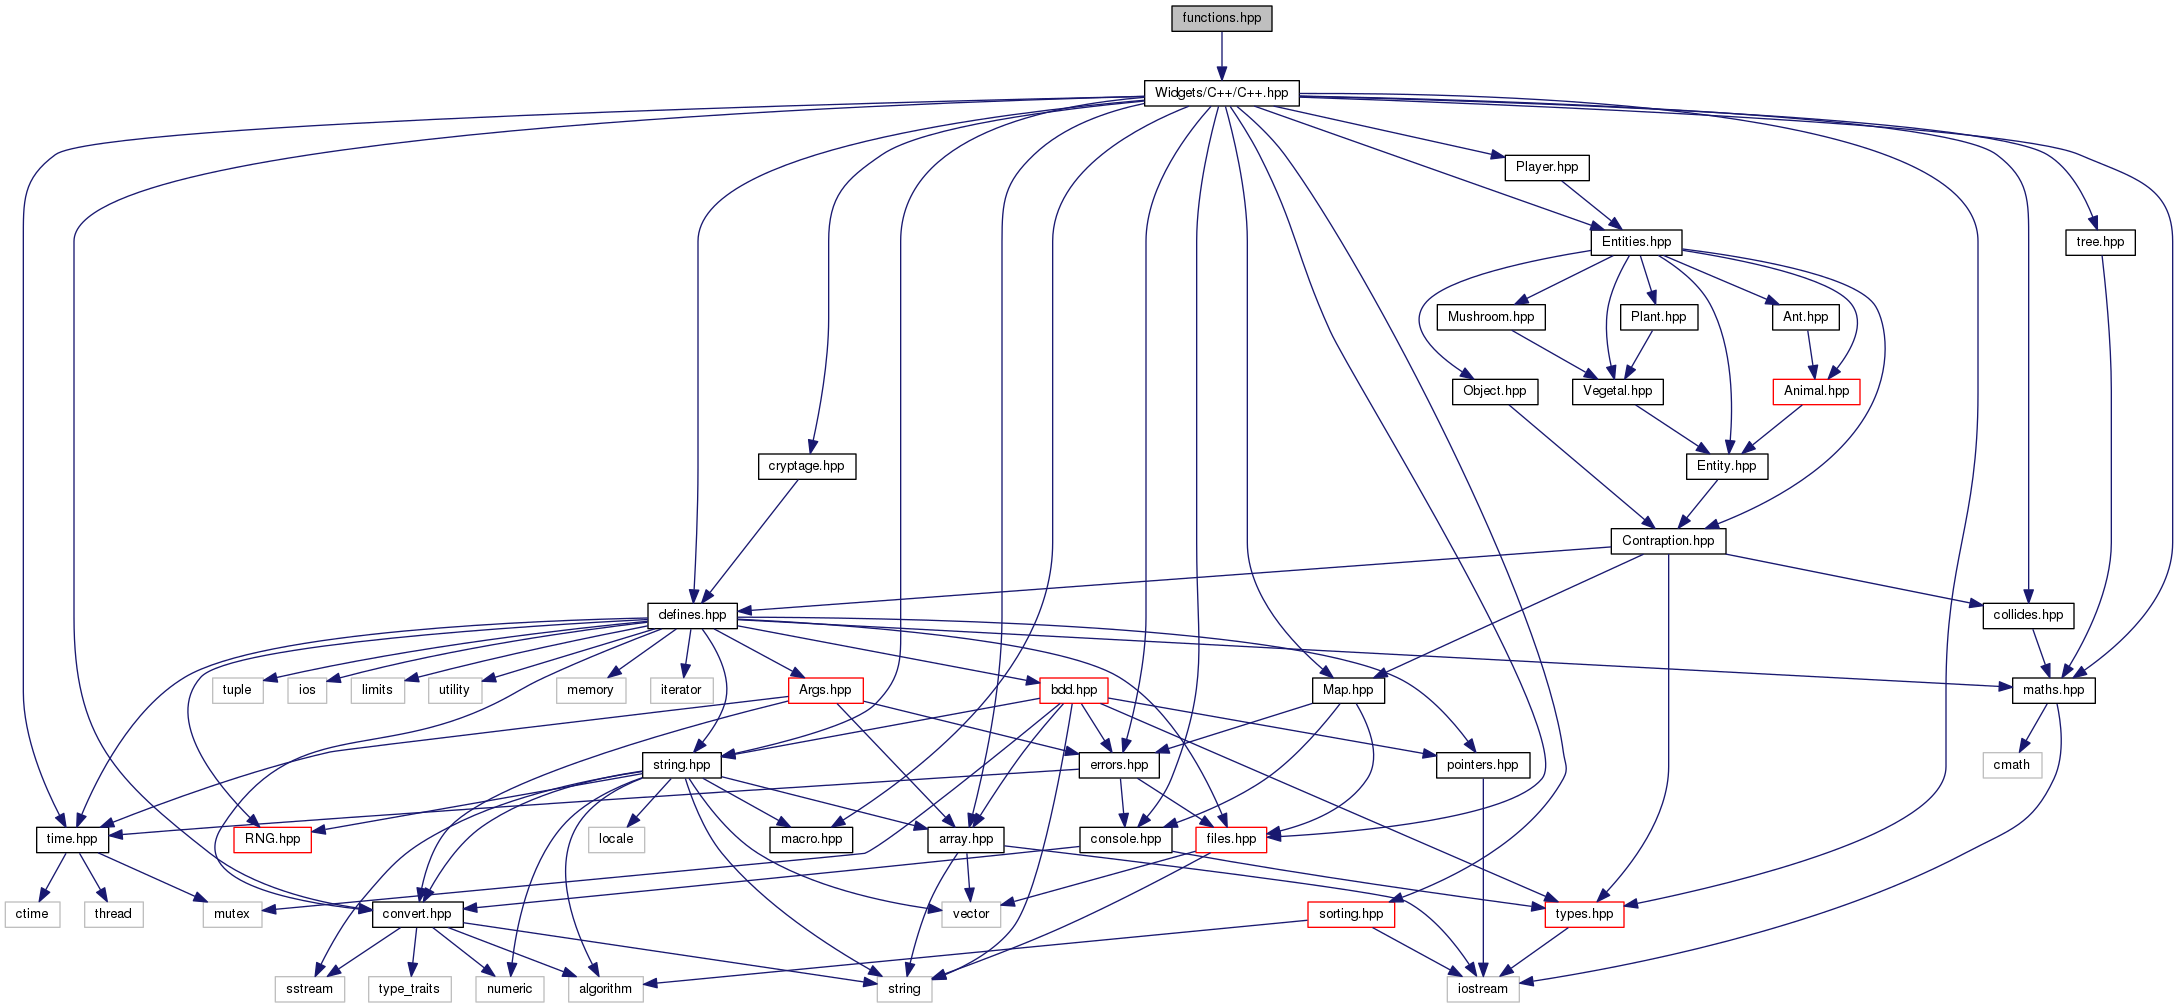 functions.hpp
Widgets/C++/C++.hpp
Player.hpp
Entities.hpp
tree.hpp
Mushroom.hpp
Plant.hpp
Ant.hpp
Object.hpp
Vegetal.hpp
Animal.hpp
cryptage.hpp
Entity.hpp
Contraption.hpp
defines.hpp
collides.hpp
tuple
ios
limits
utility
memory
iterator
Args.hpp
bdd.hpp
Map.hpp
maths.hpp
string.hpp
errors.hpp
pointers.hpp
cmath
time.hpp
RNG.hpp
locale
macro.hpp
array.hpp
console.hpp
files.hpp
ctime
thread
mutex
convert.hpp
vector
sorting.hpp
types.hpp
sstream
type_traits
numeric
algorithm
string
iostream